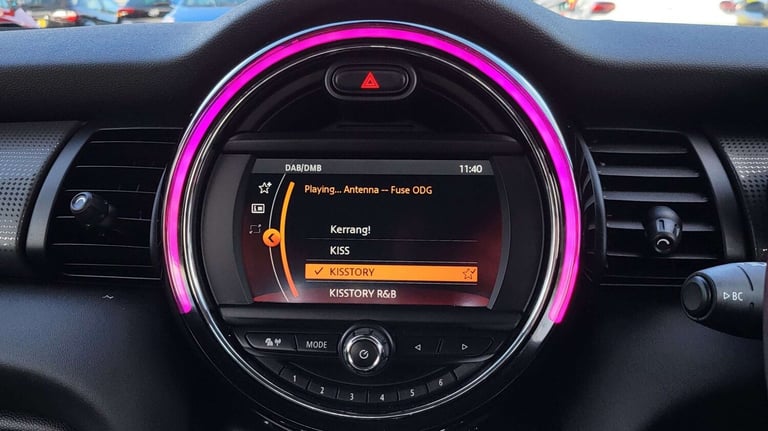 DAB/DMB 11:40
Playing... Antenna -- Fuse ODG
Kerrang!
KISS
KISSTORY
KISSTORY R&B
MODE
1 2 3 4 5 6
BC